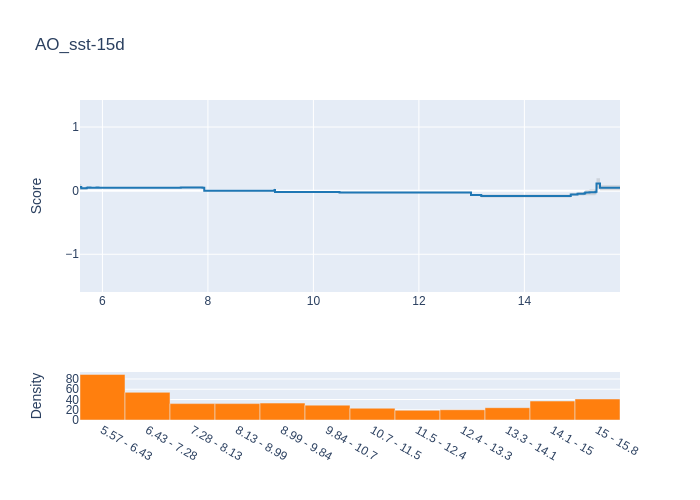 AO_sst-15d
Score
1
0
−1
6
8
10
12
14
Density
80
60
40
20
0
5.57 - 6.43
6.43 - 7.28
7.28 - 8.13
8.13 - 8.99
8.99 - 9.84
9.84 - 10.7
10.7 - 11.5
11.5 - 12.4
12.4 - 13.3
13.3 - 14.1
14.1 - 15
15 - 15.8